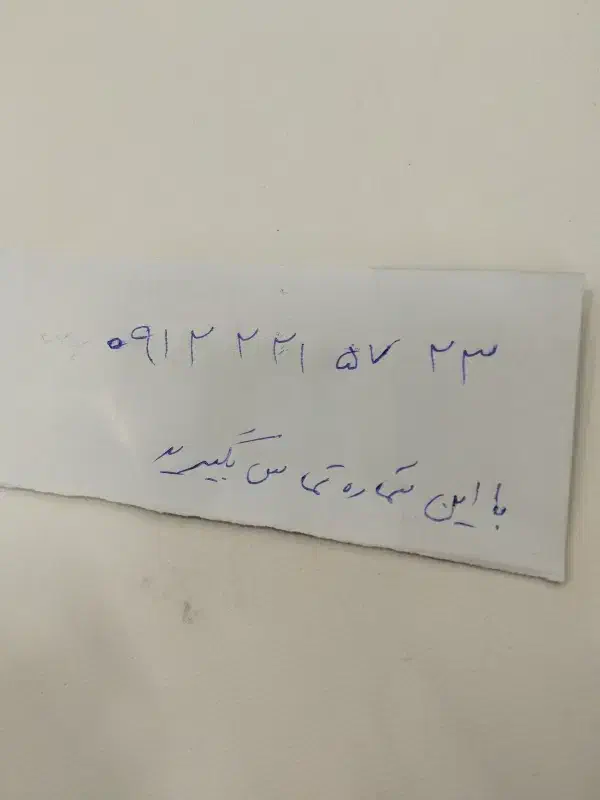 ۰۹۱۲ ۲۲۱ ۵۷ ۲۳
با این شماره تماس بگیرید